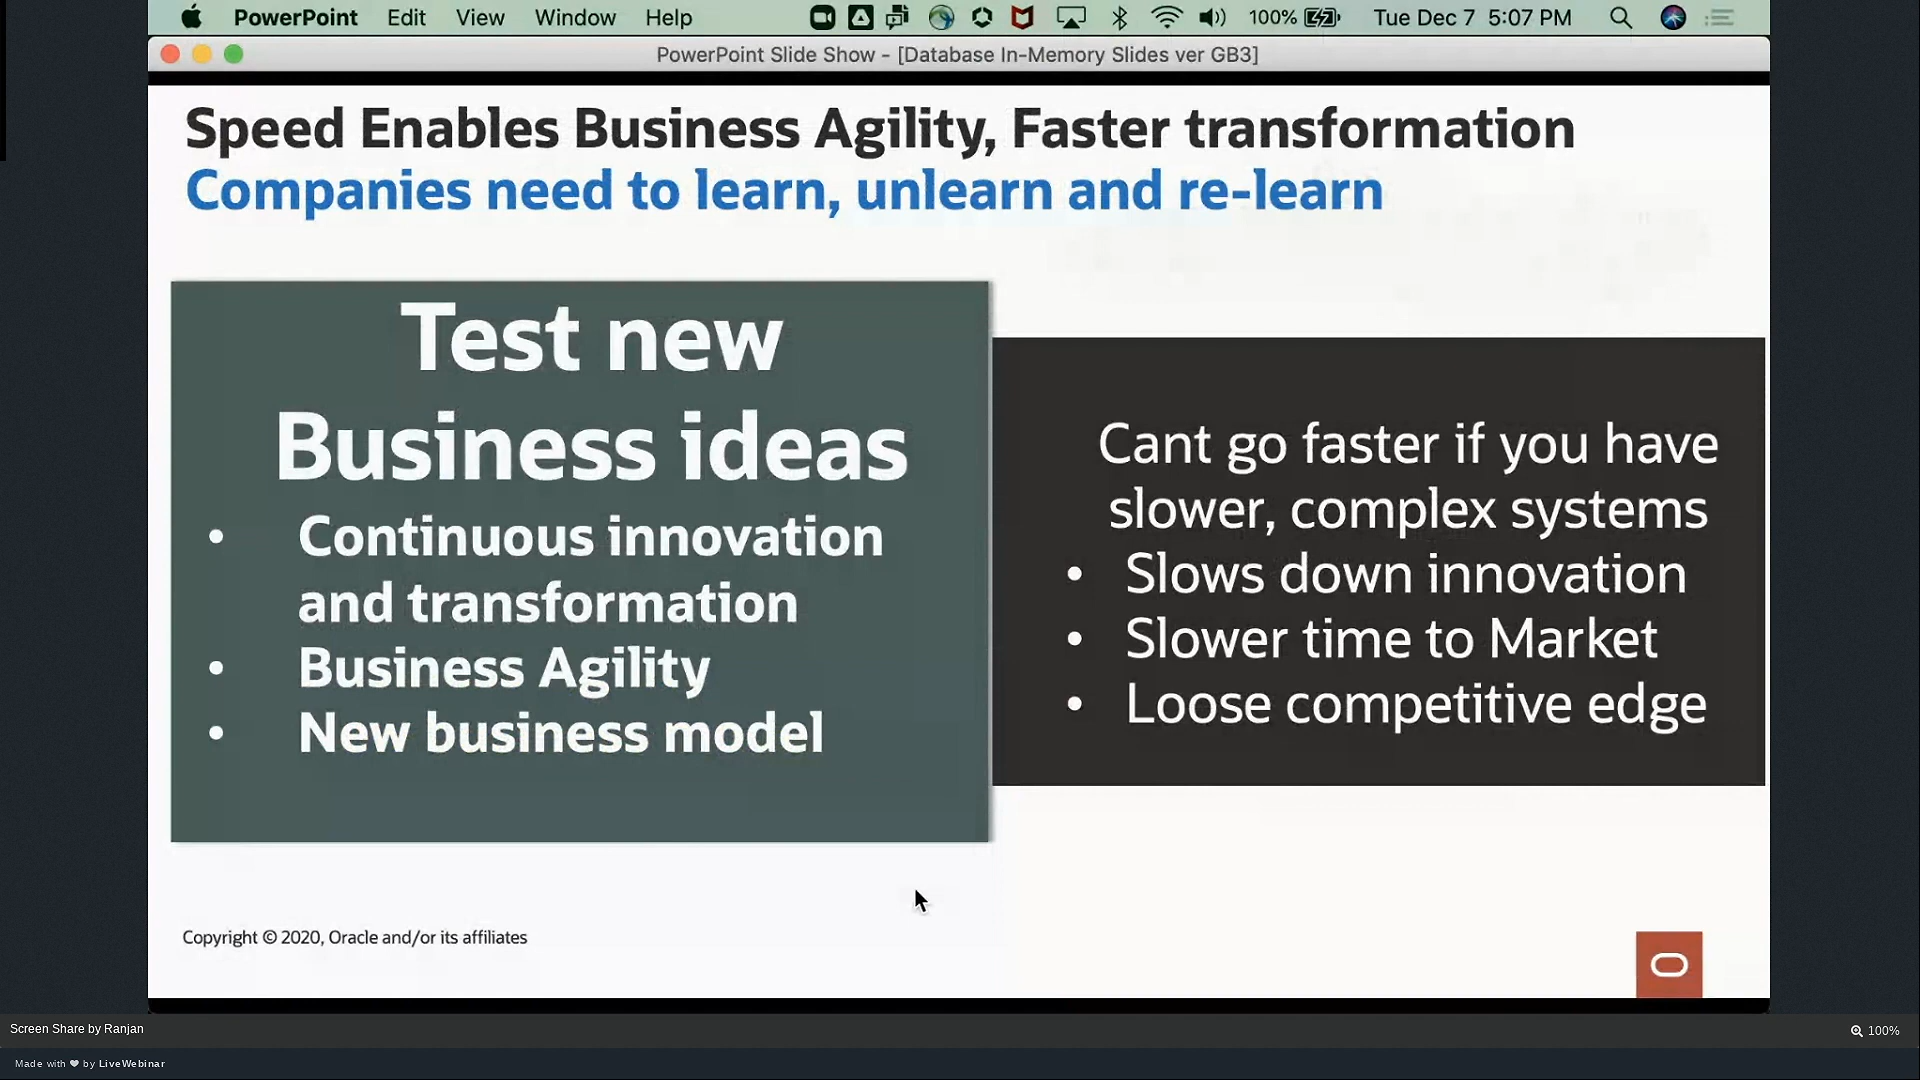 PowerPoint Edit View Window Help 100% Tue Dec 7 5:07 PM
PowerPoint Slide Show - [Database In-Memory Slides ver GB3]
Speed Enables Business Agility, Faster transformation
Companies need to learn, unlearn and re-learn
Test new
Business ideas
• Continuous innovation
and transformation
• Business Agility
• New business model
Cant go faster if you have
slower, complex systems
• Slows down innovation
• Slower time to Market
• Loose competitive edge
Copyright © 2020, Oracle and/or its affiliates
Screen Share by Ranjan
100%
Made with ❤ by LiveWebinar